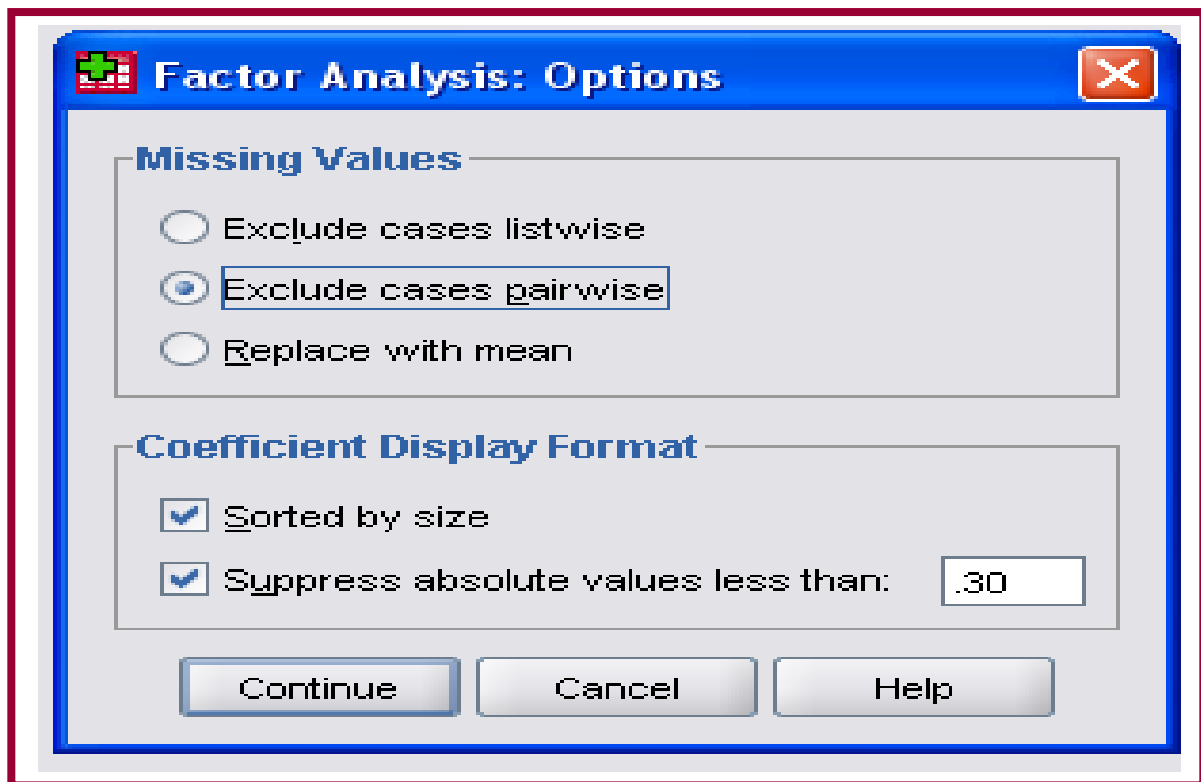 Factor Analysis: Options
Missing Values
Exclude cases listwise
Exclude cases pairwise
Replace with mean
Coefficient Display Format
Sorted by size
Suppress absolute values less than: .30
Continue Cancel Help